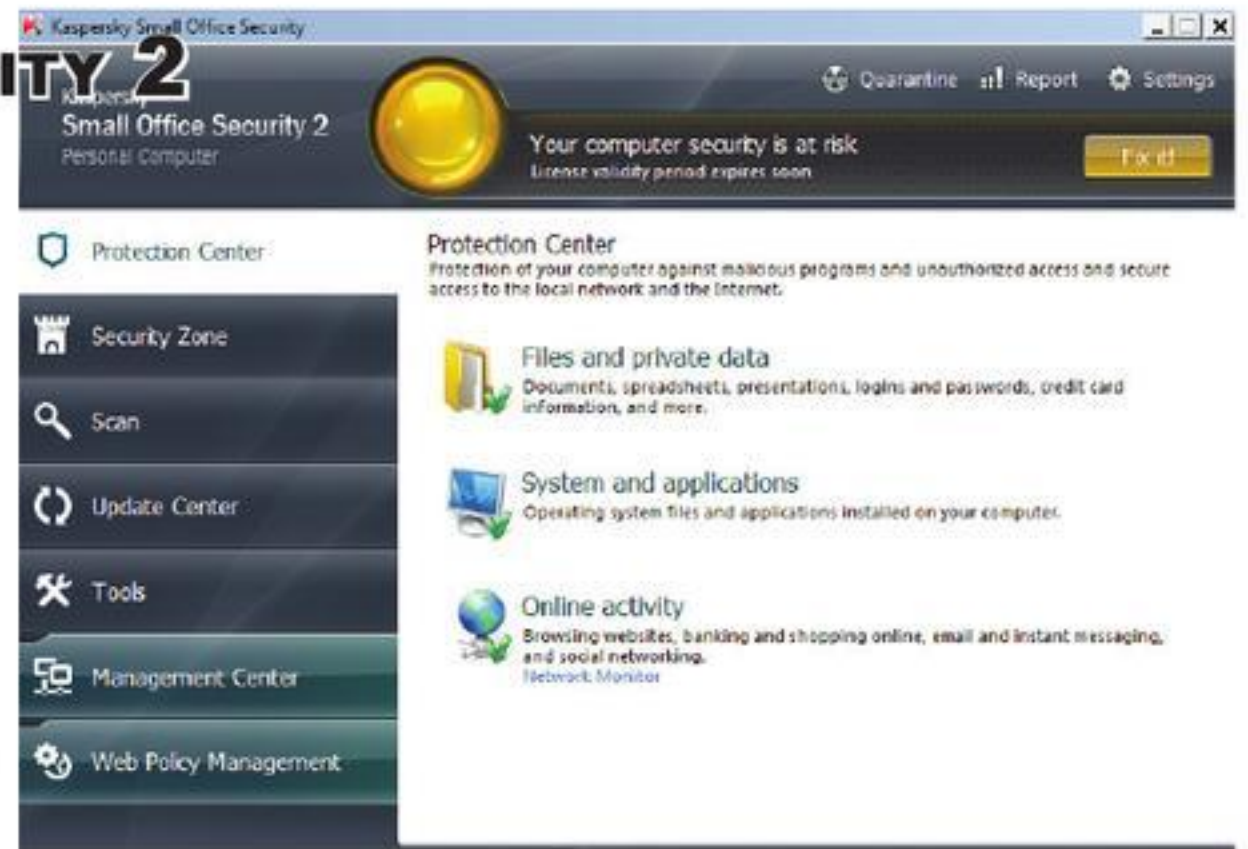 Kaspersky Small Office Security
ITY 2
Kaspersky
Small Office Security 2
Personal Computer
Quarantine
Report
Settings
Your computer security is at risk
License validity period expires soon
Fix it!
Protection Center
Security Zone
Scan
Update Center
Tools
Management Center
Web Policy Management
Protection Center
Protection of your computer against malicious programs and unauthorized access and secure
access to the local network and the Internet.
Files and private data
Documents, spreadsheets, presentations, logins and passwords, credit card
information, and more.
System and applications
Operating system files and applications installed on your computer.
Online activity
Browsing websites, banking and shopping online, email and instant messaging,
and social networking.
Network Monitor